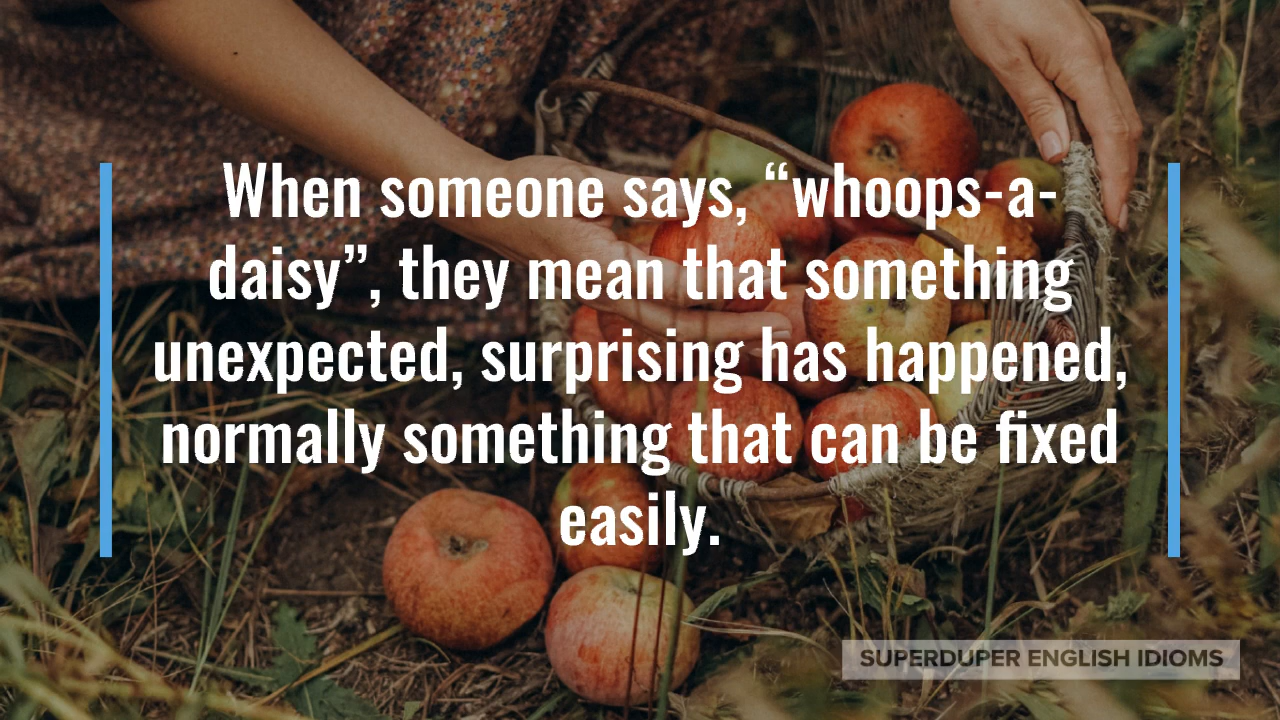 When someone says, “whoops-a-
daisy”, they mean that something
unexpected, surprising has happened,
normally something that can be fixed
easily.
SUPERDUPER ENGLISH IDIOMS